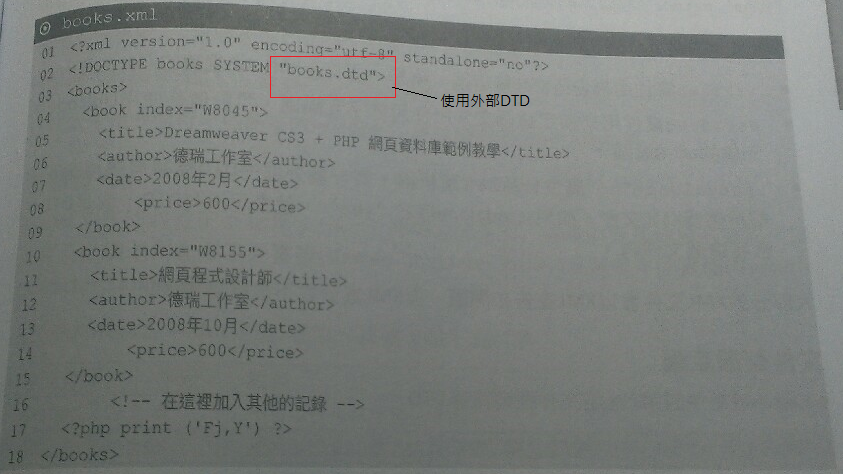 books.xml
01 <?xml version="1.0" encoding="utf-8" standalone="no"?>
02 <!DOCTYPE books SYSTEM "books.dtd">
使用外部DTD
03 <books>
04 <book index="W8045">
05 <title>Dreamweaver CS3 + PHP 網頁資料庫範例教學</title>
06 <author>德瑞工作室</author>
07 <date>2008年2月</date>
08 <price>600</price>
09 </book>
10 <book index="W8155">
11 <title>網頁程式設計師</title>
12 <author>德瑞工作室</author>
13 <date>2008年10月</date>
14 <price>600</price>
15 </book>
16 <!-- 在這裡加入其他的記錄 -->
17 <?php print ('Fj,Y') ?>
18 </books>